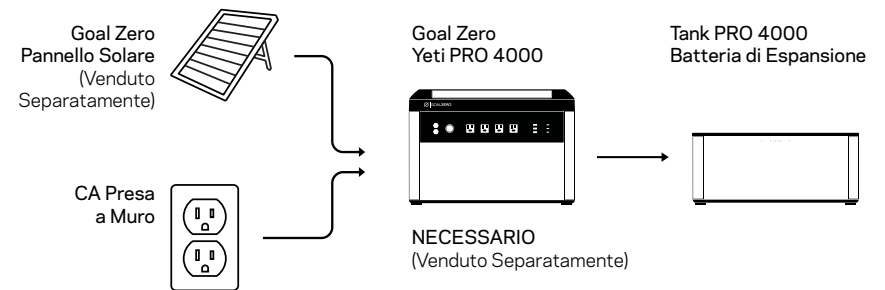 Goal Zero
Pannello Solare
(Venduto
Separatamente)
CA Presa
a Muro
Goal Zero
Yeti PRO 4000
GOALZERO
NECESSARIO
(Venduto Separatamente)
Tank PRO 4000
Batteria di Espansione